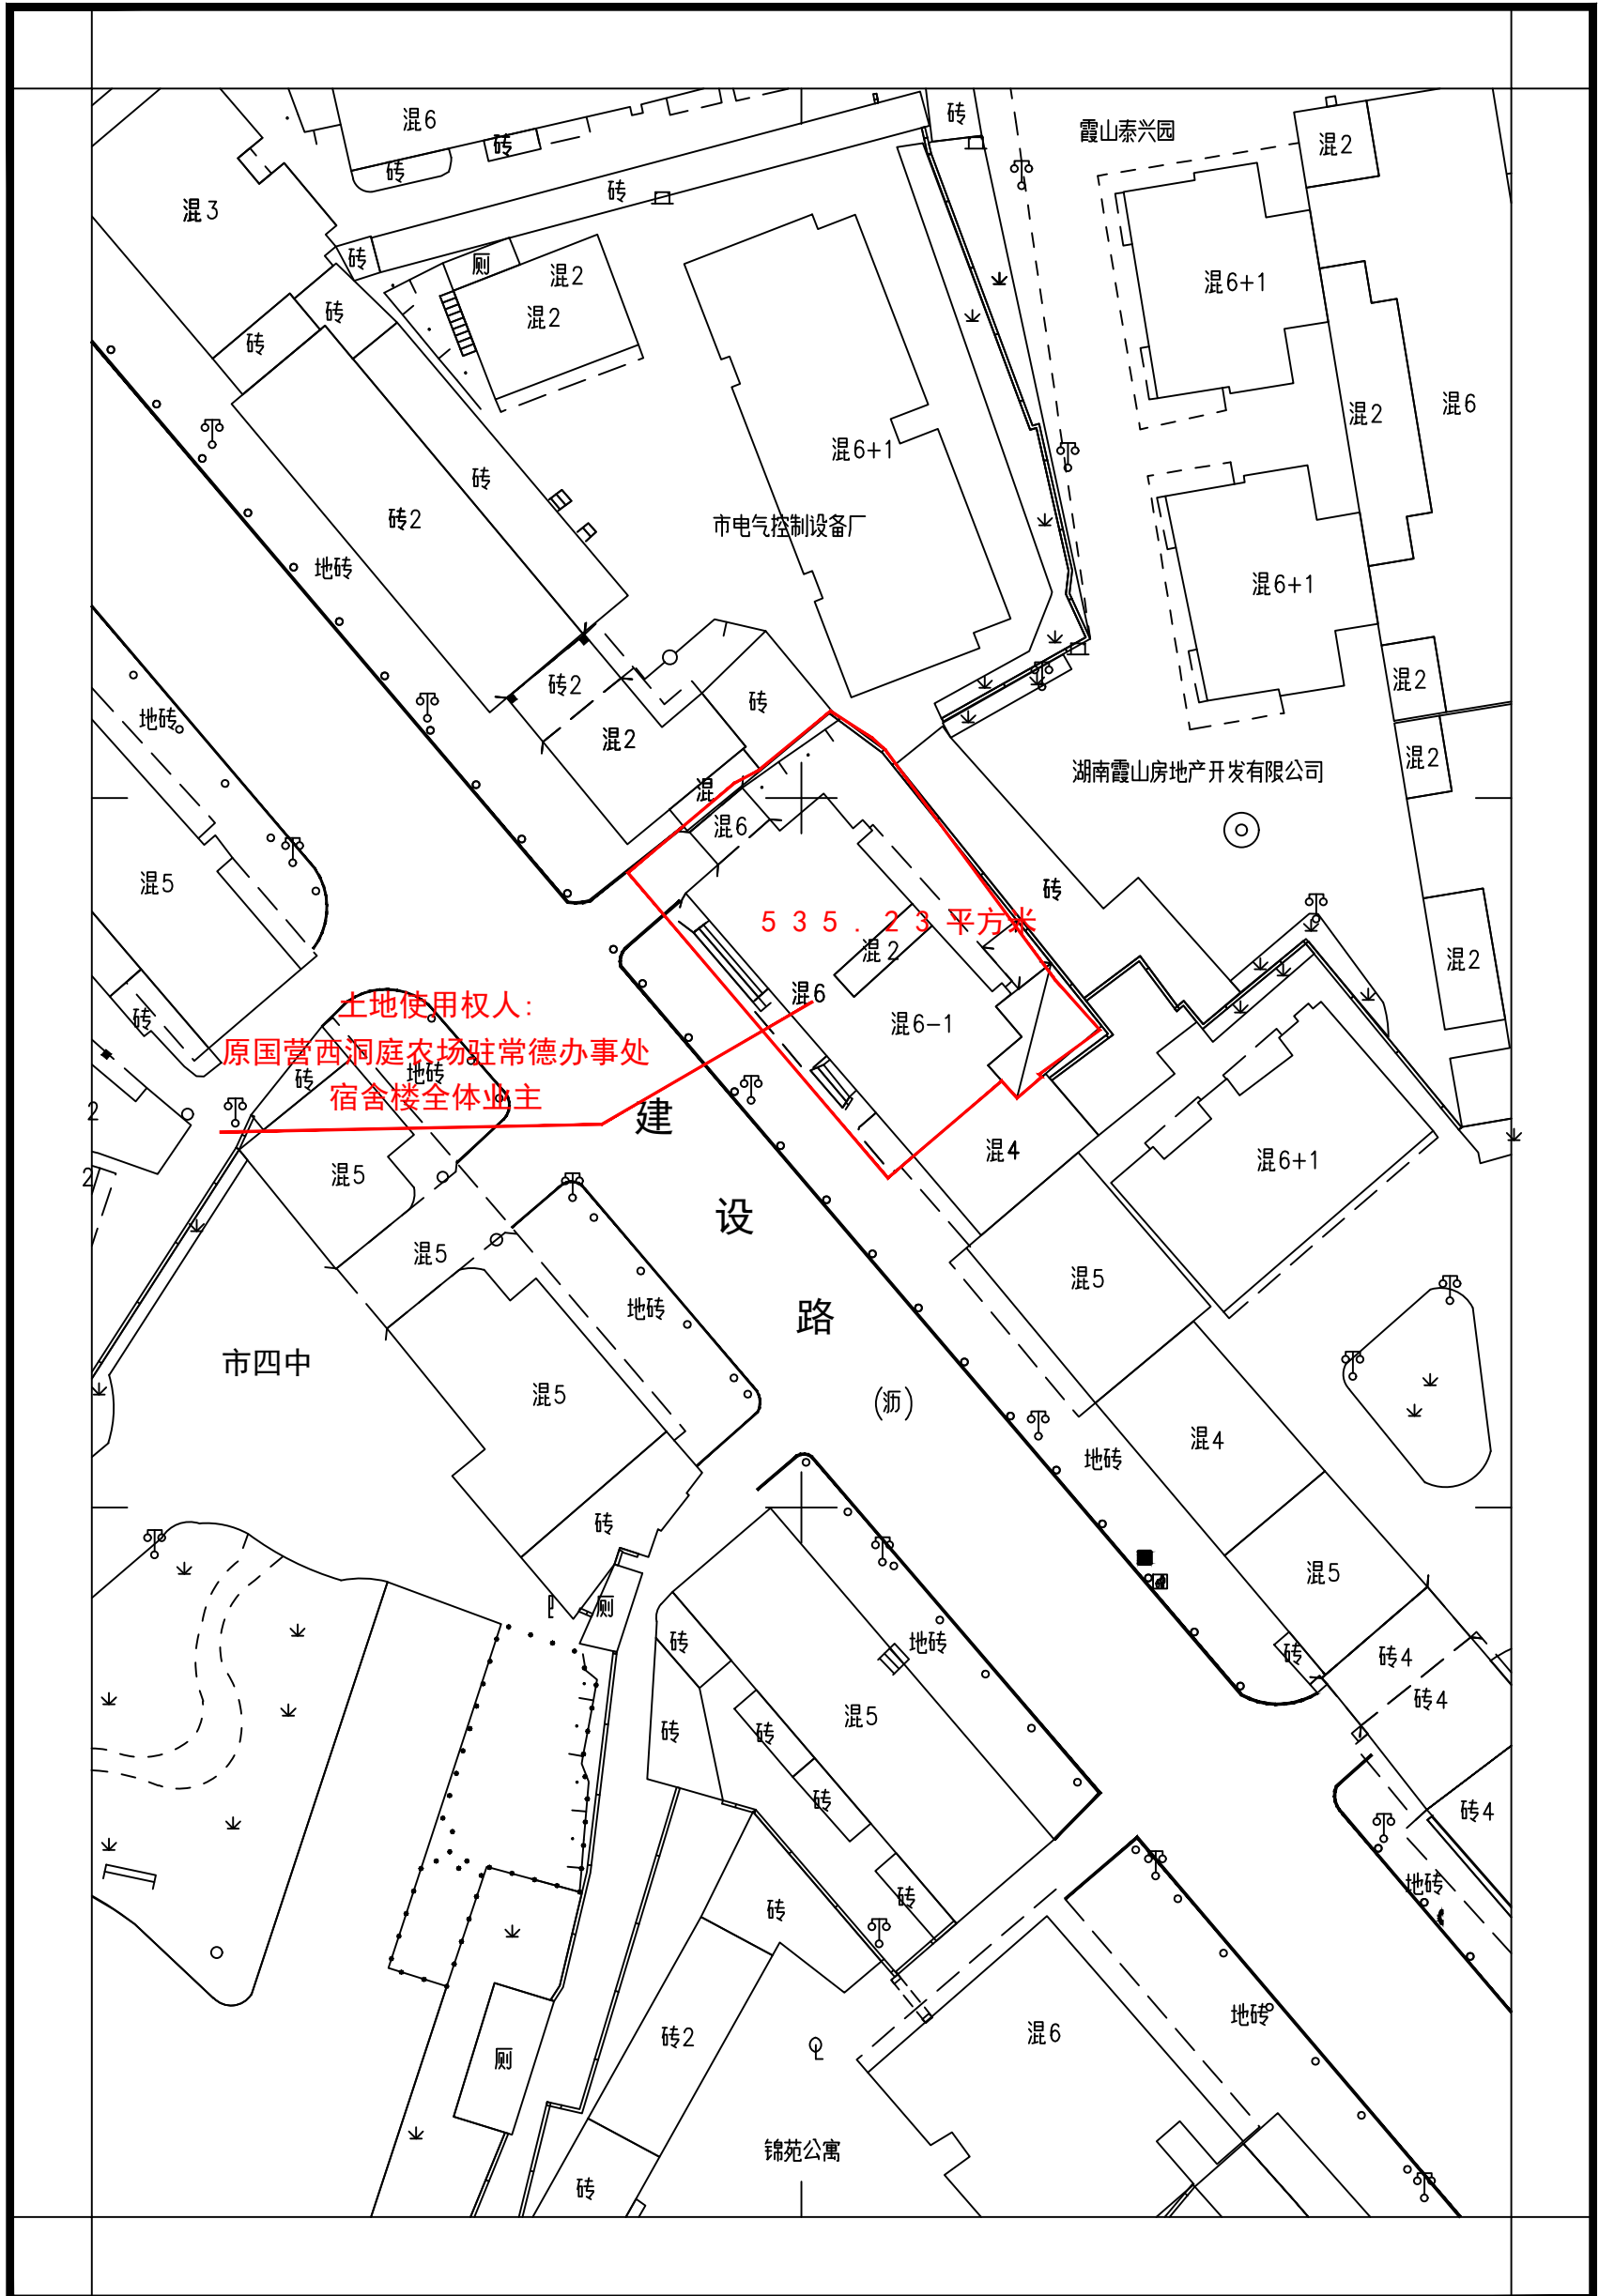 混6
砖
霞山泰兴园
混2
砖
砖
砖
混3
砖
厕
混2
混6+1
砖
混2
砖
混2
混6
混6+1
砖
砖2
市电气控制设备厂
地砖
混6+1
砖2
混2
砖
地砖
混2
混2
湖南霞山房地产开发有限公司
混
混6
混5
砖
535.23平方米
混2
混2
混6
土地使用权人:
砖
混6-1
原国营西洞庭农场驻常德办事处
地砖
砖
宿舍楼全体业主
2
建
混4
混6+1
混5
2
设
混5
混5
路
地砖
市四中
混5
(沥)
混4
地砖
砖
混5
厕
砖
地砖
砖
砖4
砖4
混5
砖
砖
砖
砖4
地砖
砖
砖
地砖
混6
砖2
厕
锦苑公寓
砖